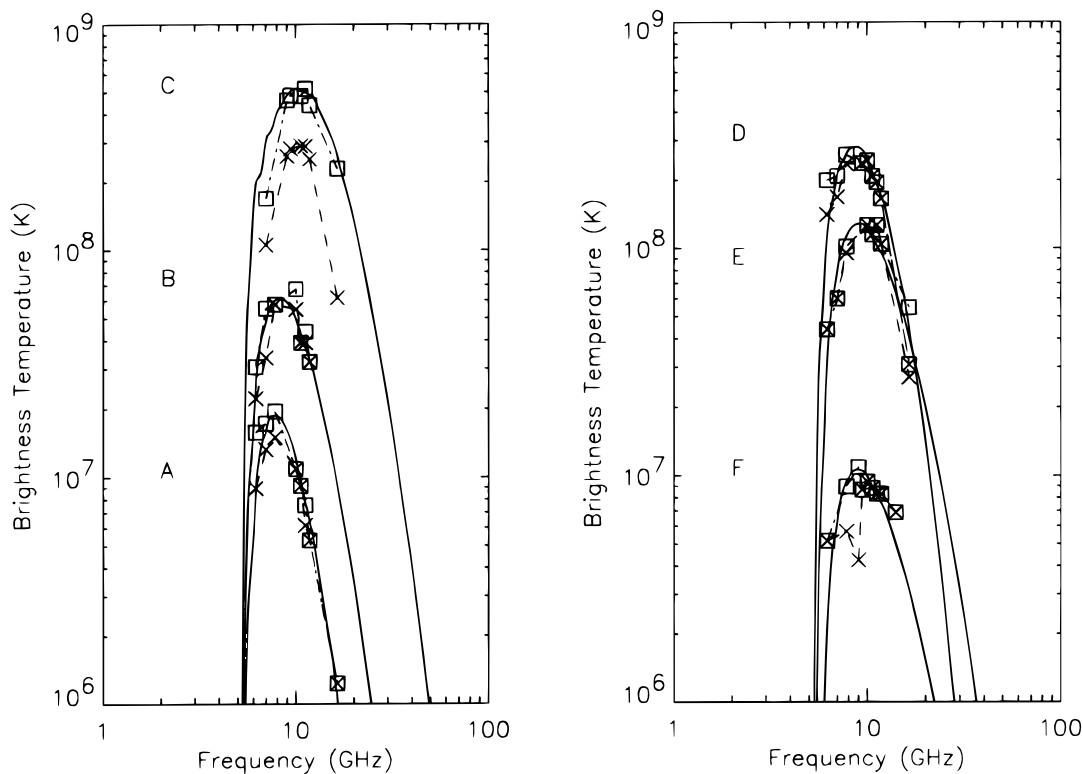 10^9
C
10^8
B
10^7
A
10^6
1
10
100
Brightness Temperature (K)
Frequency (GHz)
10^9
D
10^8
E
10^7
F
10^6
1
10
100
Brightness Temperature (K)
Frequency (GHz)